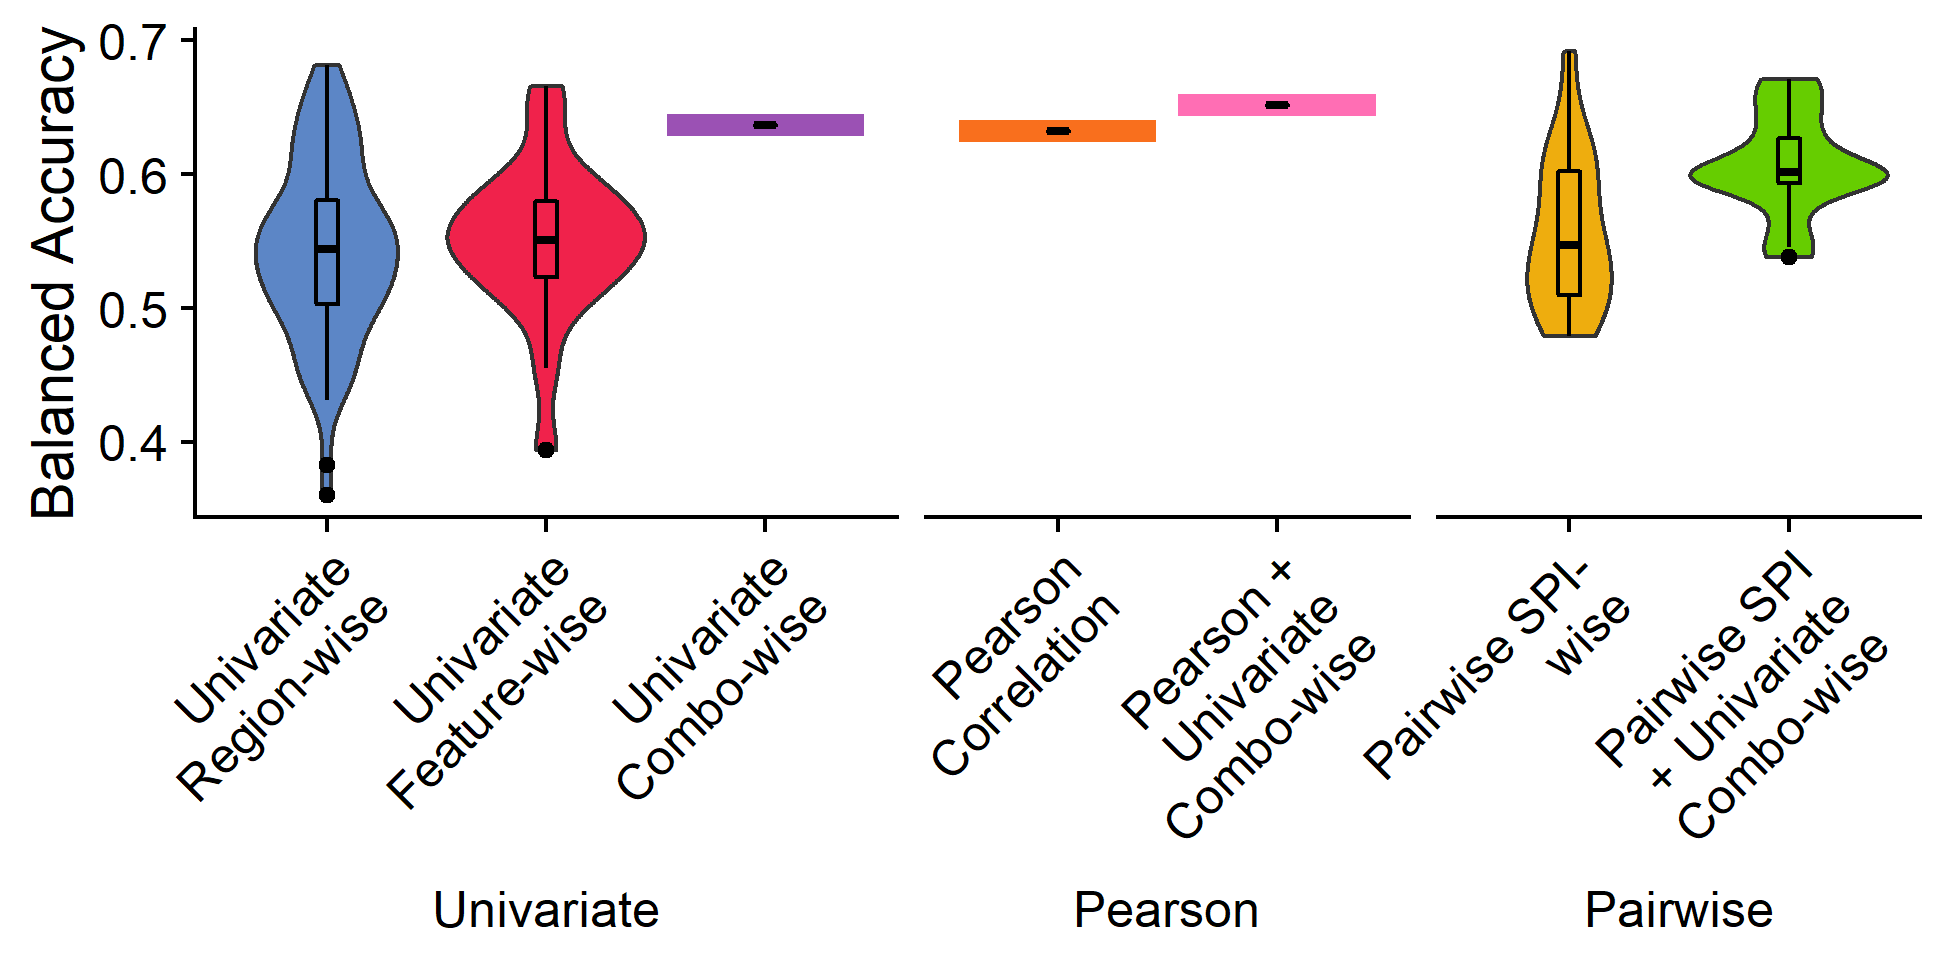 Balanced Accuracy
0.7
0.6
0.5
0.4
Univariate
Region-wise
Univariate
Feature-wise
Univariate
Combo-wise
Pearson
Correlation
Pearson +
Univariate
Combo-wise
Pairwise SPI-
wise
Pairwise SPI
+ Univariate
Combo-wise
Univariate
Pearson
Pairwise